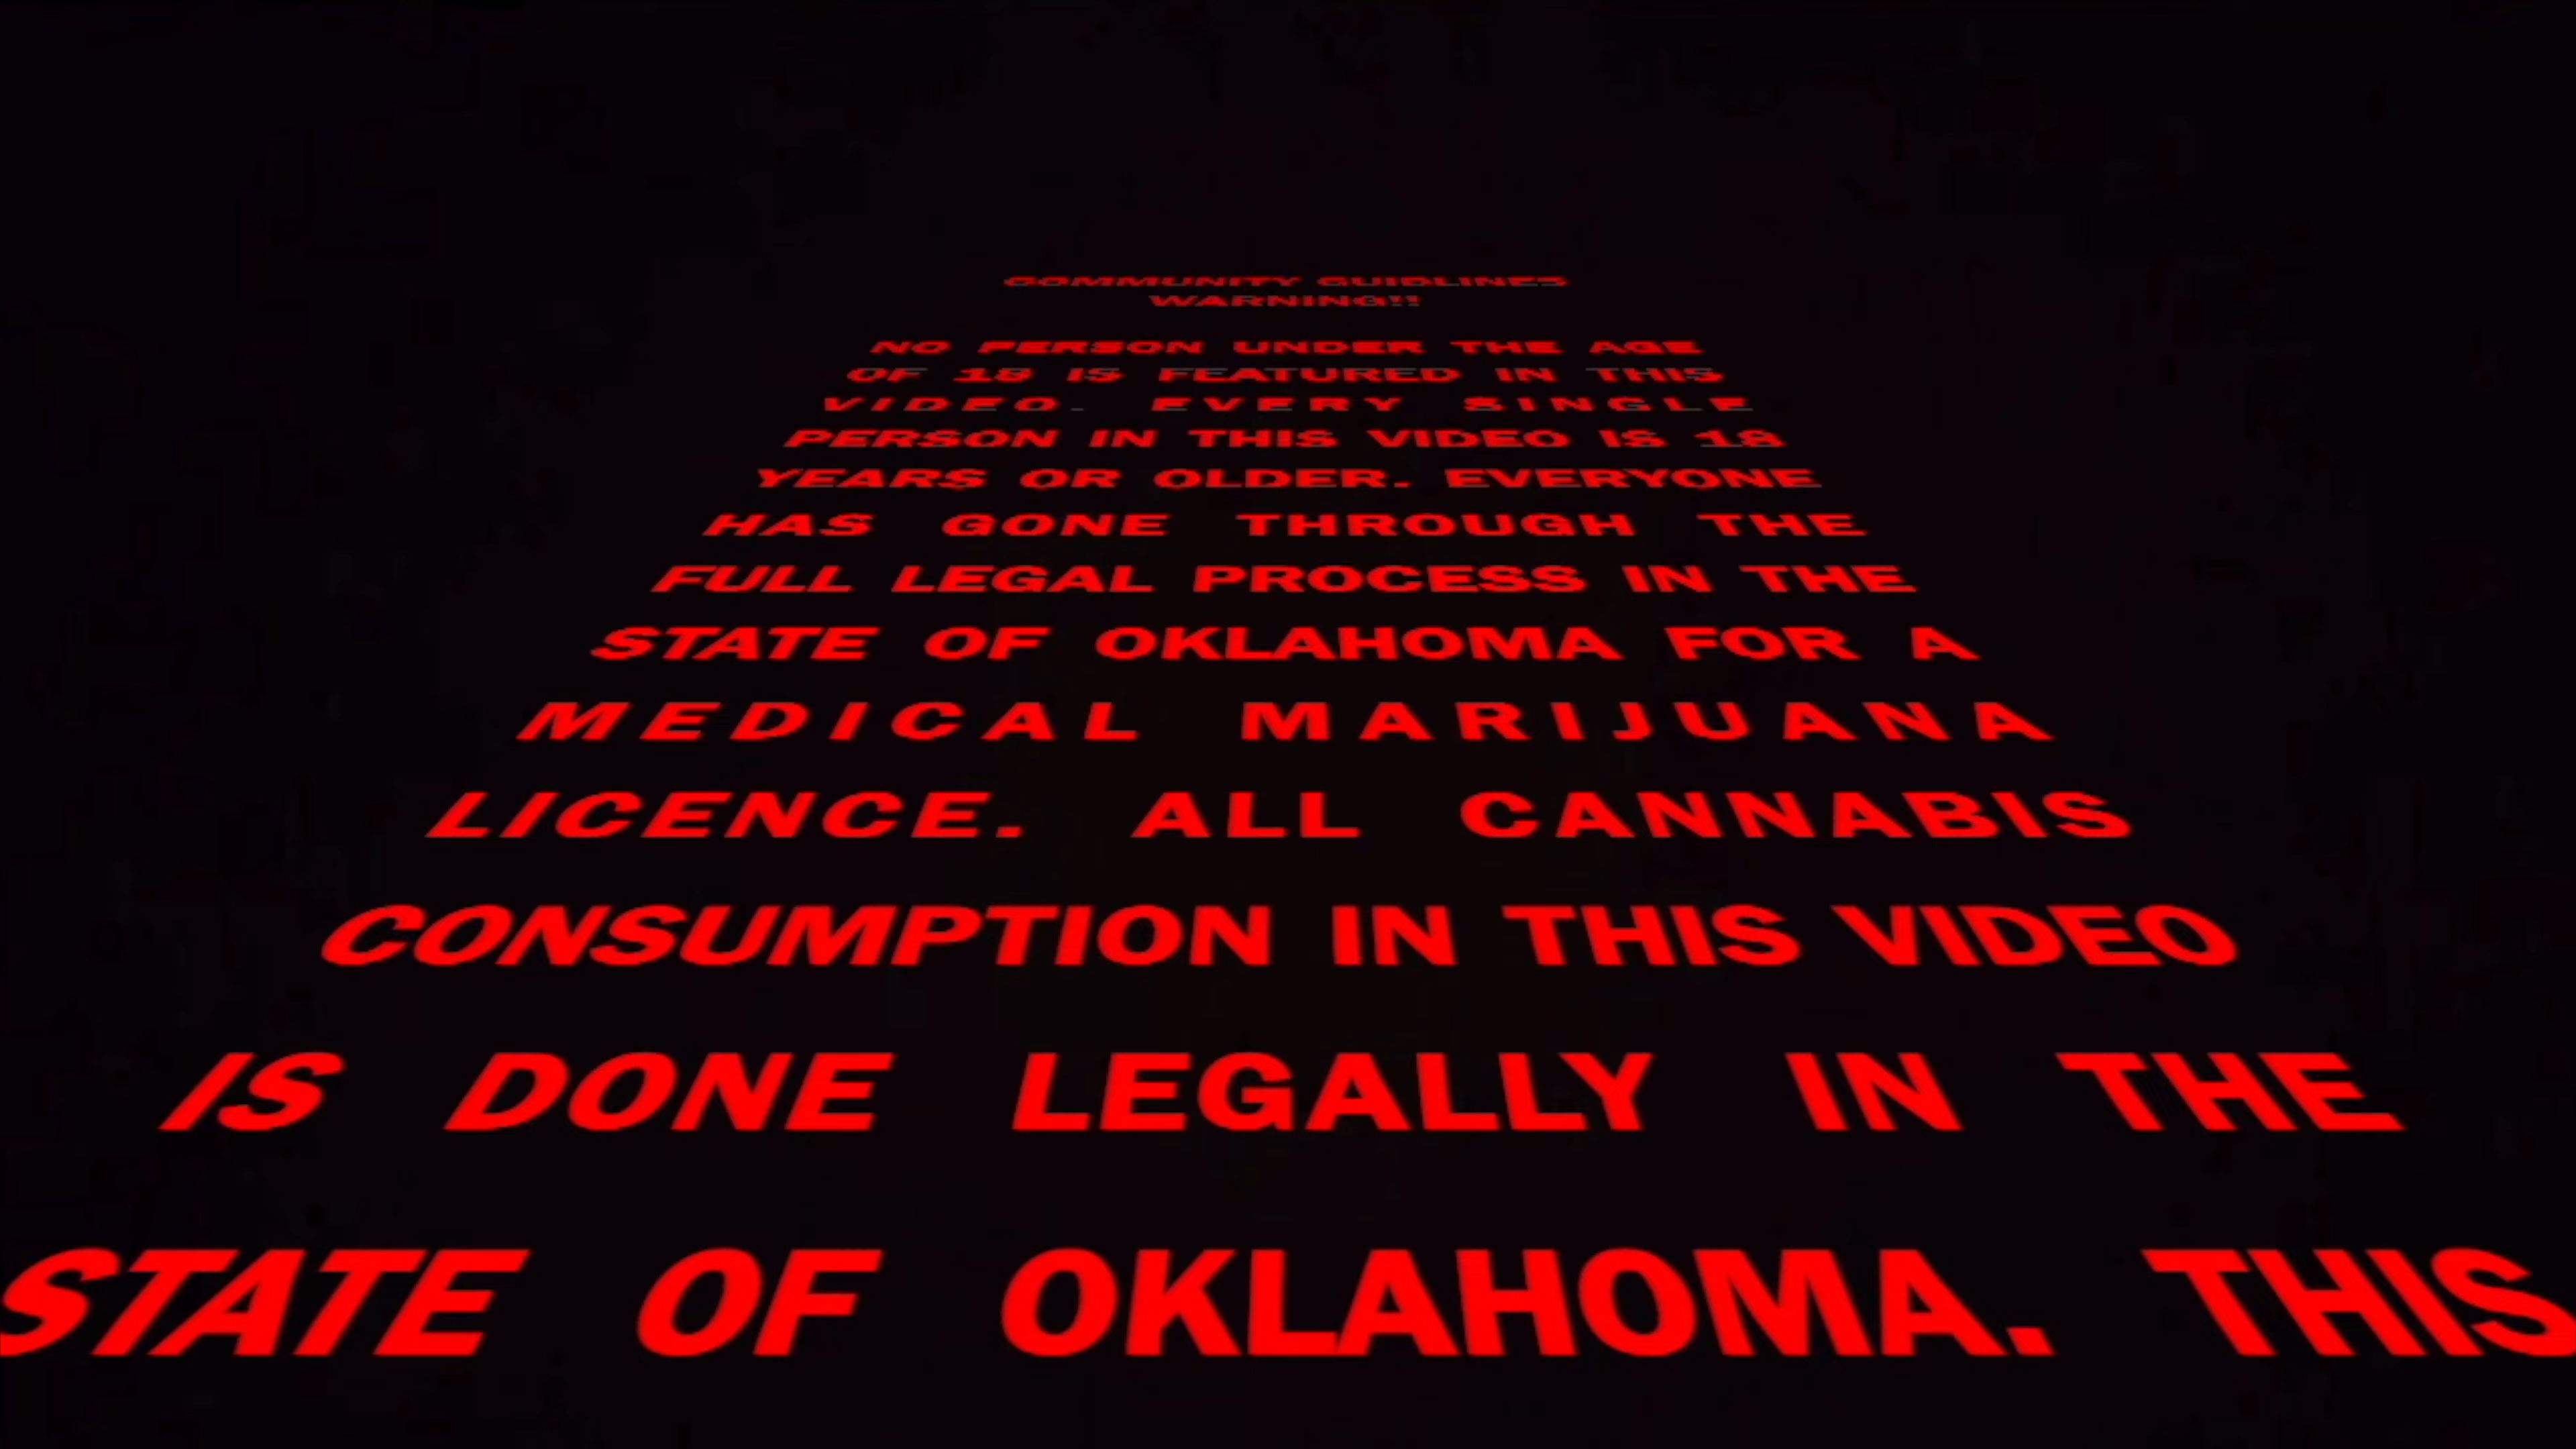 COMMUNITY GUIDLINES
WARNING!!
NO PERSON UNDER THE AGE
OF 18 IS FEATURED IN THIS
VIDEO. EVERY SINGLE
PERSON IN THIS VIDEO IS 18
YEARS OR OLDER. EVERYONE
HAS GONE THROUGH THE
FULL LEGAL PROCESS IN THE
STATE OF OKLAHOMA FOR A
MEDICAL MARIJUANA
LICENCE. ALL CANNABIS
CONSUMPTION IN THIS VIDEO
IS DONE LEGALLY IN THE
STATE OF OKLAHOMA. THIS